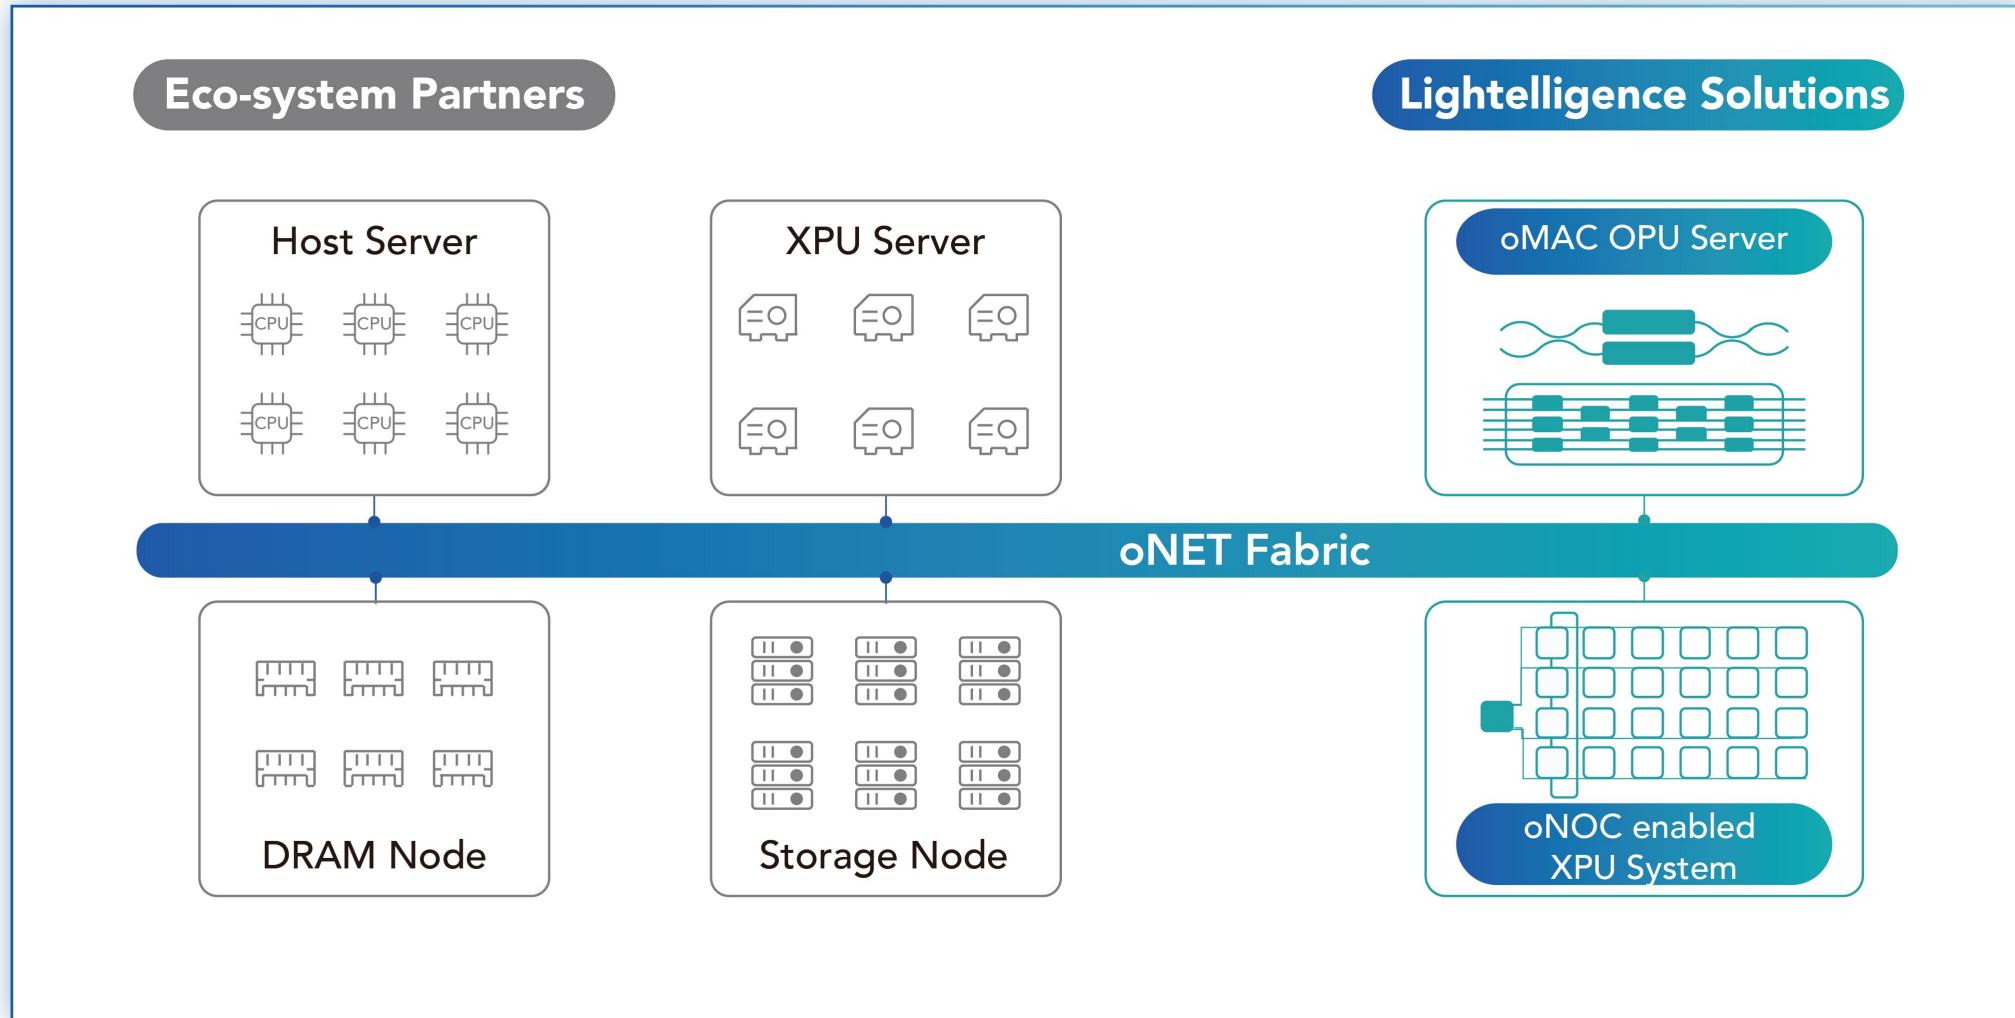 Eco-system Partners
Lightelligence Solutions
Host Server
CPU CPU CPU
CPU CPU CPU
XPU Server
oMAC OPU Server
oNET Fabric
DRAM Node
Storage Node
oNOC enabled
XPU System